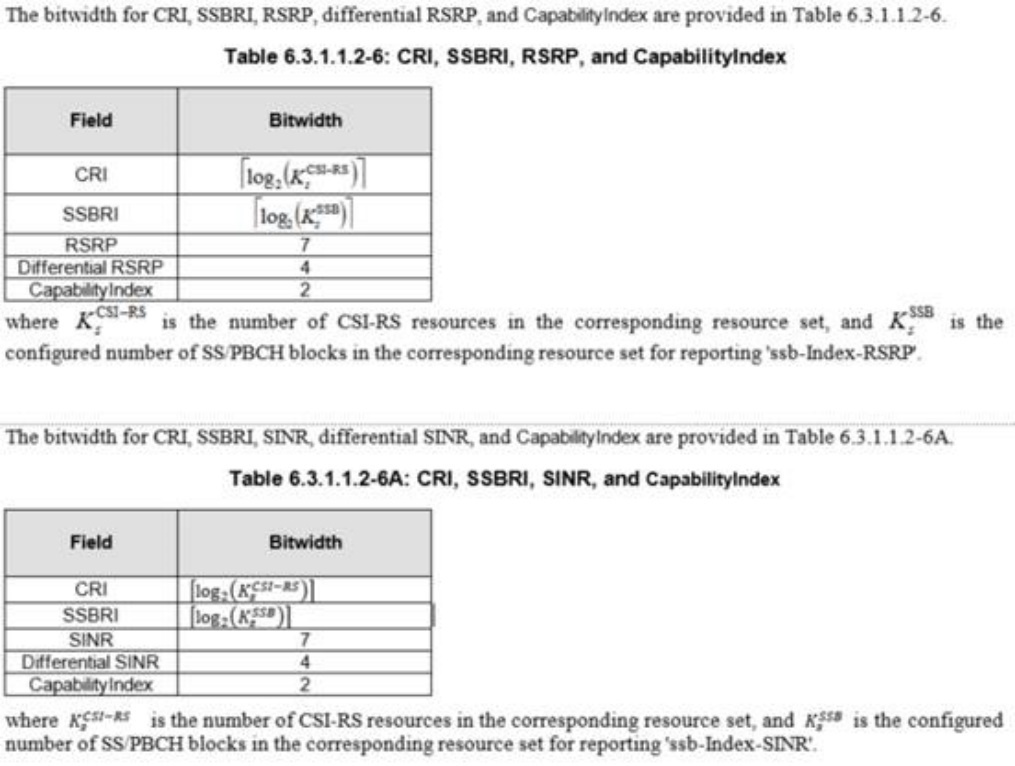 The bitwidth for CRI, SSBRI, RSRP, differential RSRP, and CapabilityIndex are provided in Table 6.3.1.1.2-6.
Table 6.3.1.1.2-6: CRI, SSBRI, RSRP, and CapabilityIndex
Field Bitwidth
CRI ⌈log₂(K_s^CSI-RS)⌉
SSBRI ⌈log₂(K_s^SSB)⌉
RSRP 7
Differential RSRP 4
CapabilityIndex 2
where K_s^CSI-RS is the number of CSI-RS resources in the corresponding resource set, and K_s^SSB is the
configured number of SS/PBCH blocks in the corresponding resource set for reporting 'ssb-Index-RSRP'.
The bitwidth for CRI, SSBRI, SINR, differential SINR, and CapabilityIndex are provided in Table 6.3.1.1.2-6A.
Table 6.3.1.1.2-6A: CRI, SSBRI, SINR, and CapabilityIndex
Field Bitwidth
CRI ⌈log₂(K_s^CSI-RS)⌉
SSBRI ⌈log₂(K_s^SSB)⌉
SINR 7
Differential SINR 4
CapabilityIndex 2
where K_s^CSI-RS is the number of CSI-RS resources in the corresponding resource set, and K_s^SSB is the configured
number of SS/PBCH blocks in the corresponding resource set for reporting 'ssb-Index-SINR'.